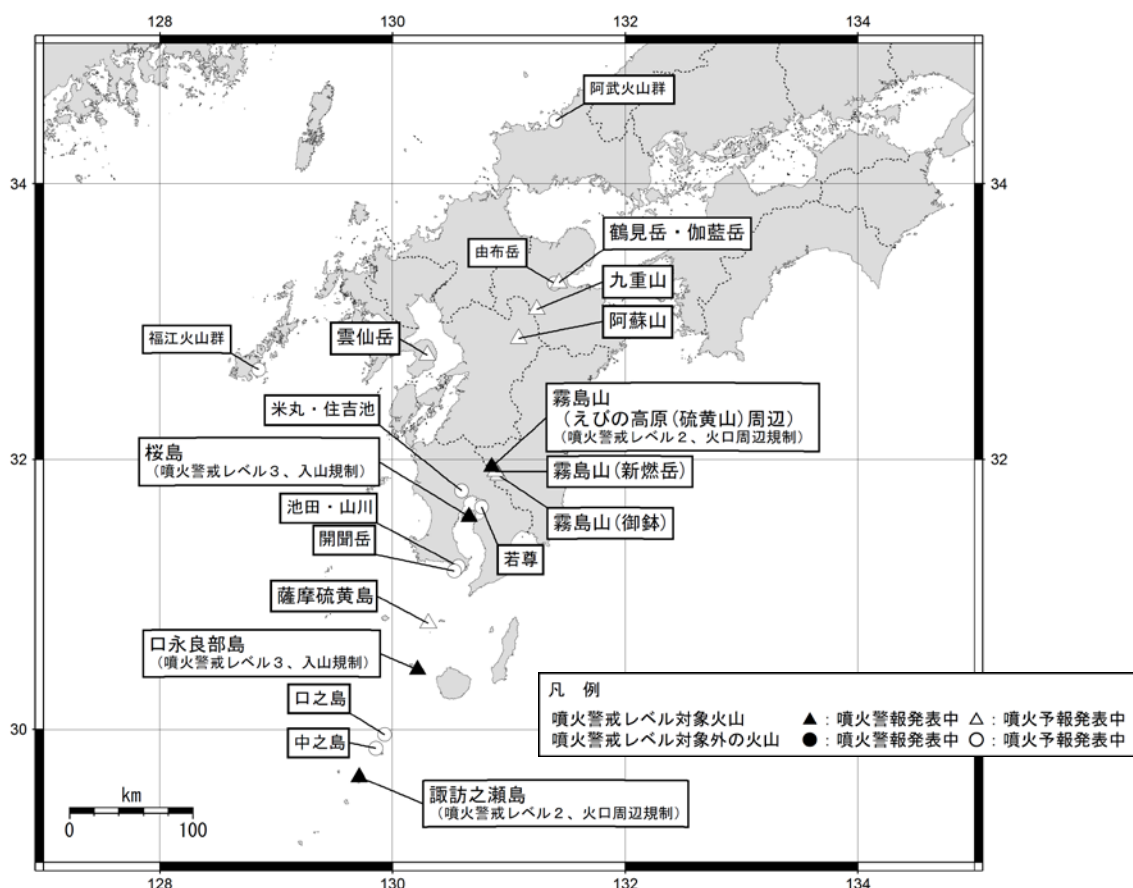 128
130
132
134
阿武火山群
34
34
鶴見岳・伽藍岳
由布岳
九重山
阿蘇山
福江火山群
雲仙岳
米丸・住吉池
霧島山
(えびの高原(硫黄山)周辺)
(噴火警戒レベル2、火口周辺規制)
桜島
(噴火警戒レベル3、入山規制)
32
32
霧島山(新燃岳)
池田・山川
霧島山(御鉢)
開聞岳
若尊
薩摩硫黄島
口永良部島
(噴火警戒レベル3、入山規制)
口之島
30
中之島
凡 例
噴火警戒レベル対象火山 ▲:噴火警報発表中 △:噴火予報発表中
噴火警戒レベル対象外の火山 ●:噴火警報発表中 ○:噴火予報発表中
諏訪之瀬島
(噴火警戒レベル2、火口周辺規制)
km
0 100
128
130
132
134